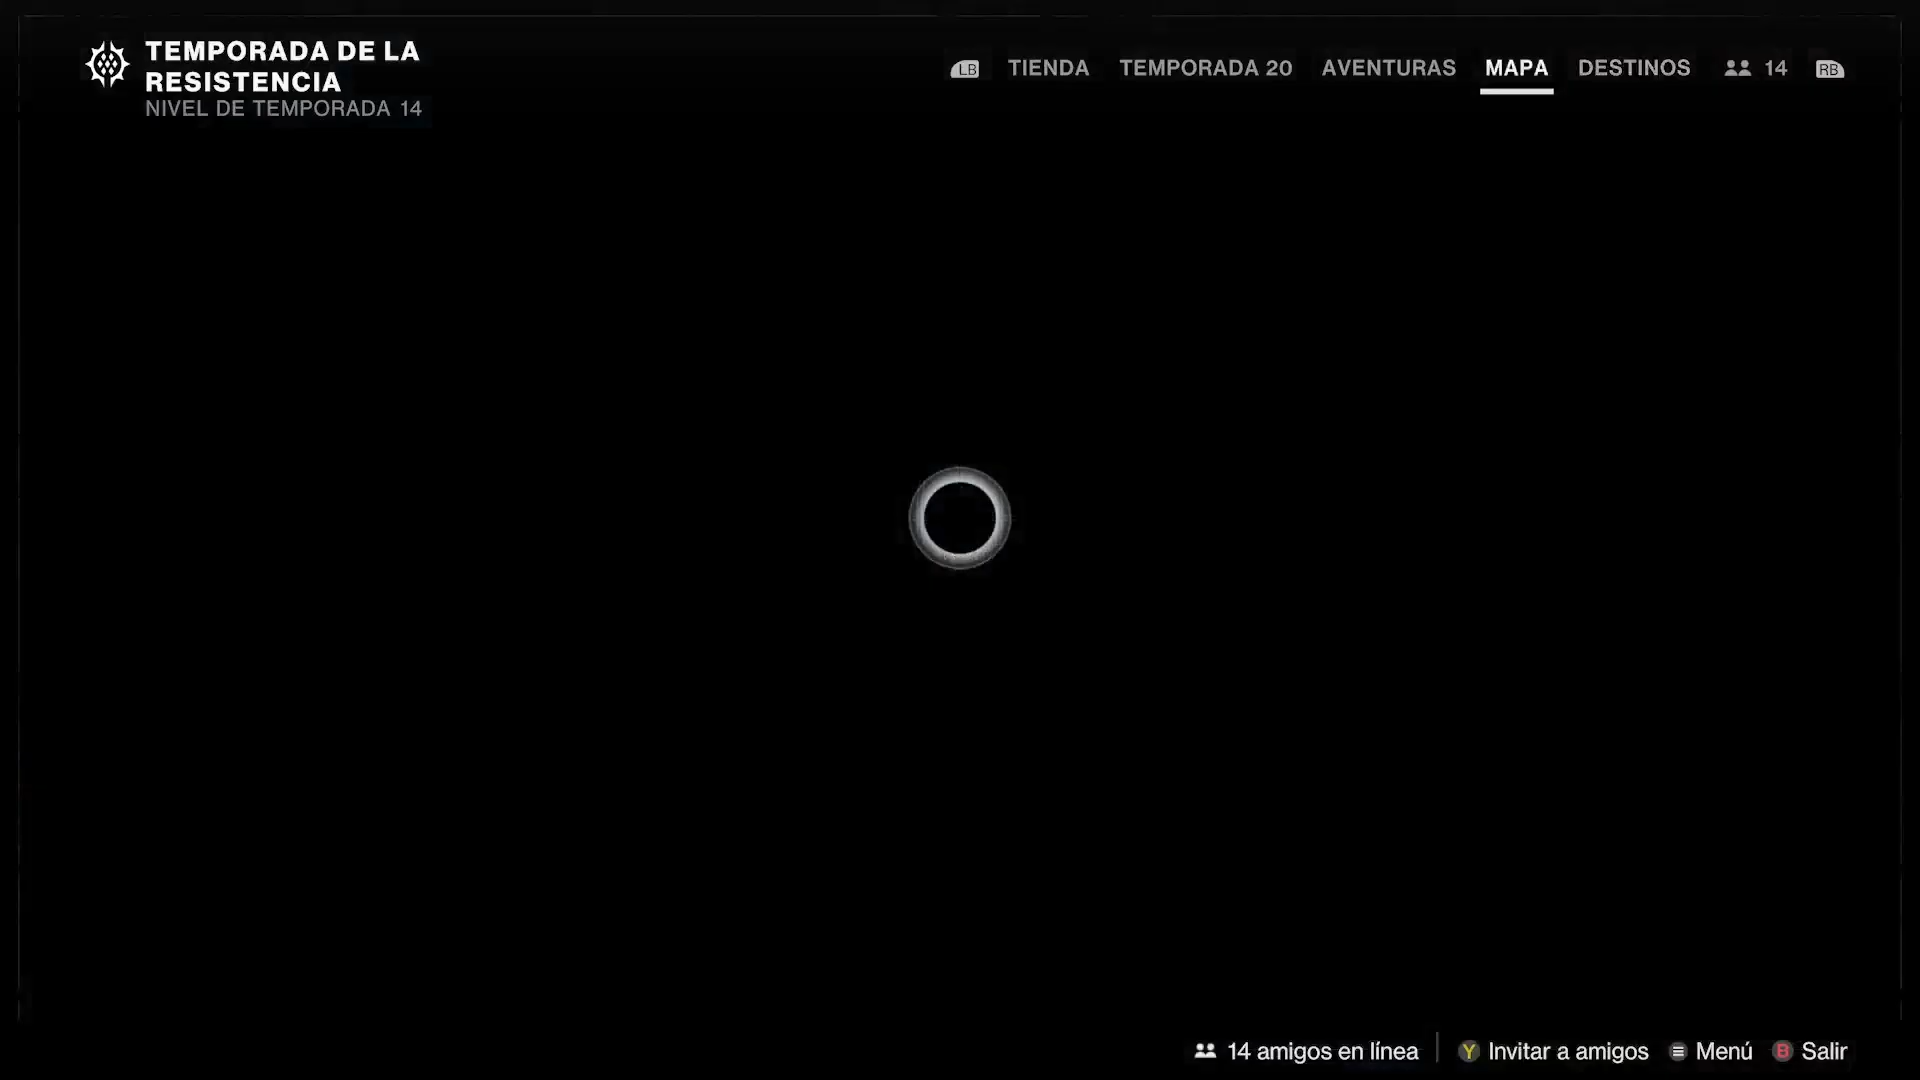 TEMPORADA DE LA
RESISTENCIA
NIVEL DE TEMPORADA 14
LB TIENDA TEMPORADA 20 AVENTURAS MAPA DESTINOS 14 RB
14 amigos en línea Y Invitar a amigos Menú B Salir